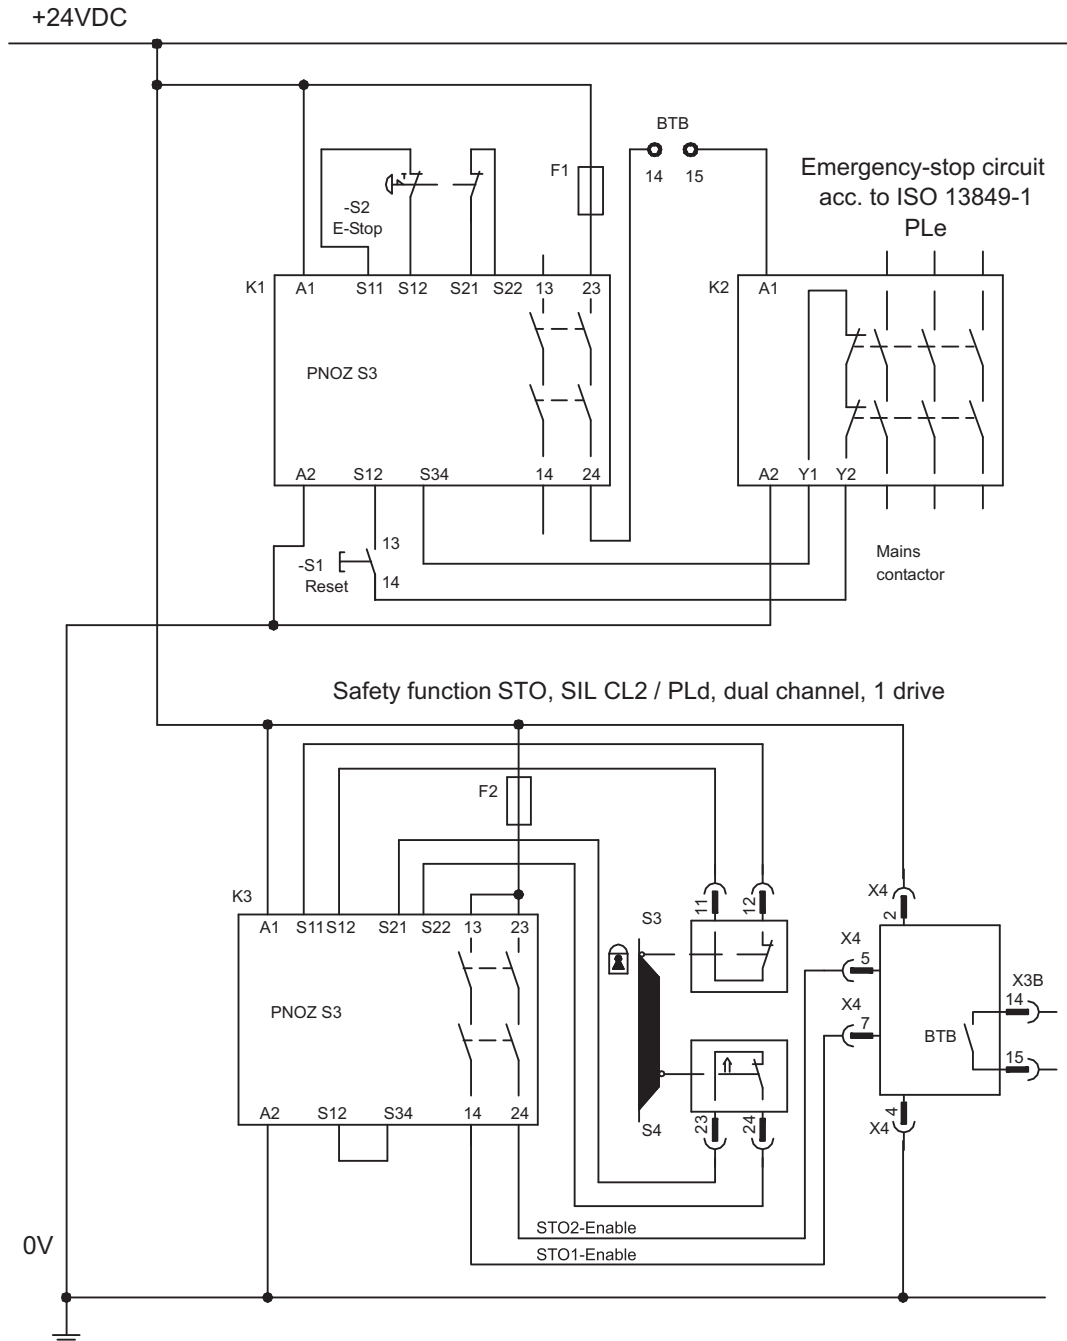 +24VDC
BTB
14 15
F1
Emergency-stop circuit
acc. to ISO 13849-1
PLe
-S2
E-Stop
K1
A1 S11 S12 S21 S22 13 23
K2
A1
PNOZ S3
A2 S12 S34 14 24
A2 Y1 Y2
-S1
Reset
13
14
Mains
contactor
Safety function STO, SIL CL2 / PLd, dual channel, 1 drive
F2
K3
A1 S11 S12 S21 S22 13 23
S3
11 12
X4
2
X4
5
X4
7
X3B
14
15
PNOZ S3
BTB
A2 S12 S34 14 24
S4
23 24
X4
4
STO2-Enable
STO1-Enable
0V